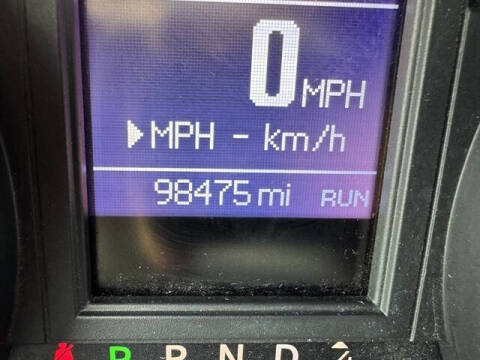 0 MPH
MPH - km/h
98475 mi RUN
P R N D